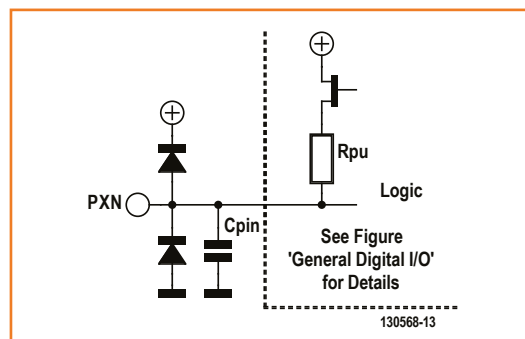 Rpu
PXN
Logic
Cpin
See Figure
'General Digital I/O'
for Details
130568-13